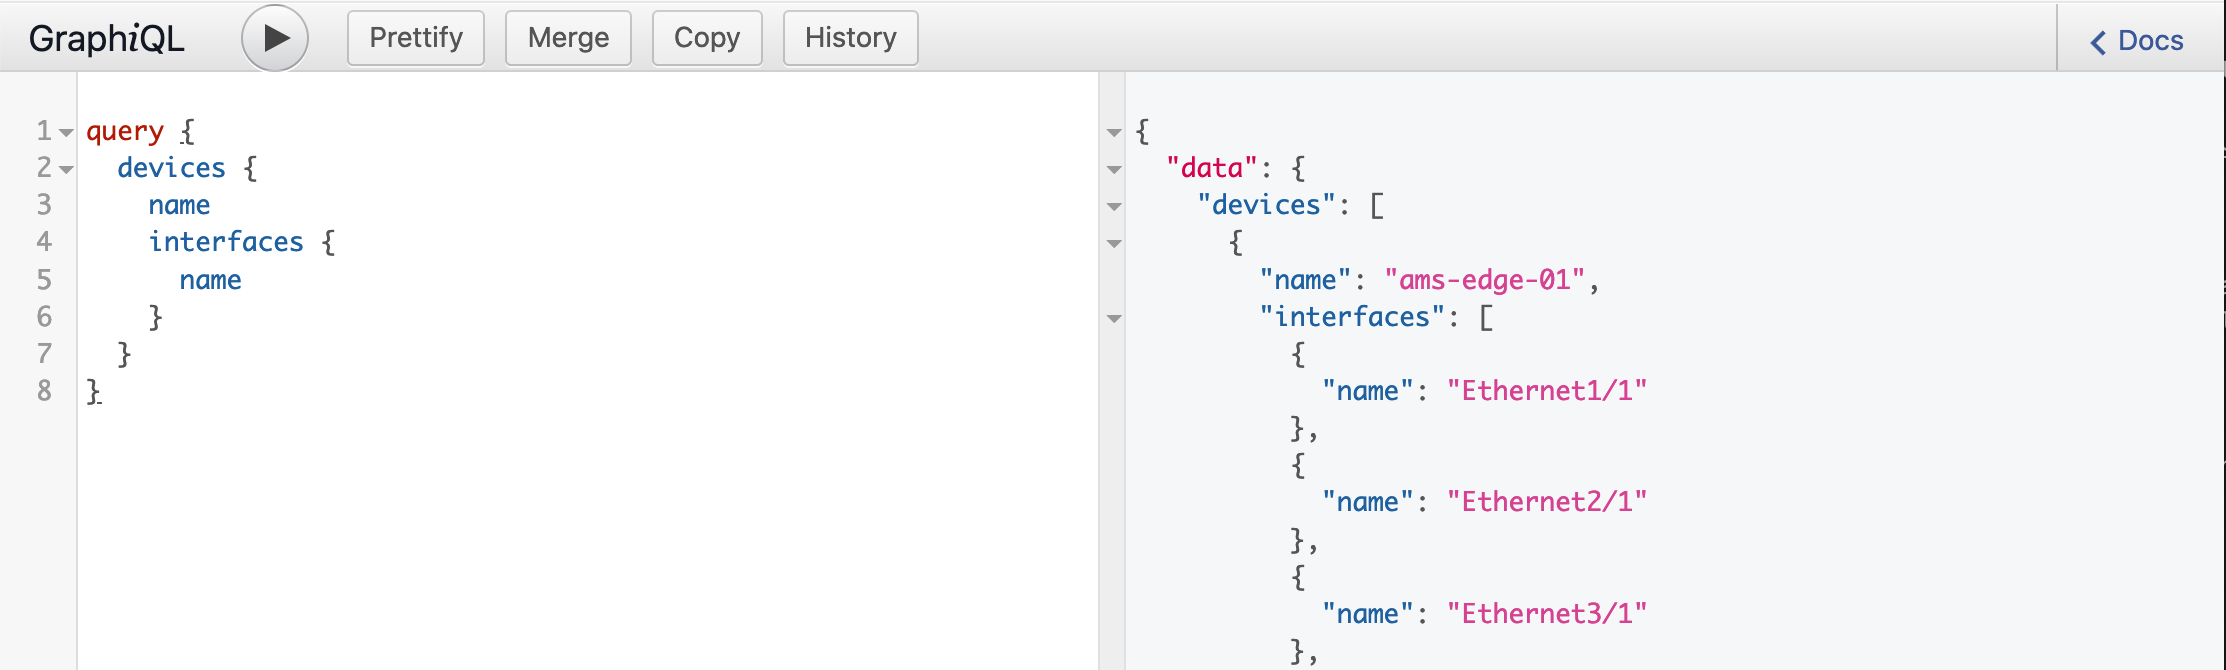 GraphiQL Prettify Merge Copy History Docs
1 query {
2   devices {
3     name
4     interfaces {
5       name
6     }
7   }
8 }
{
  "data": {
    "devices": [
      {
        "name": "ams-edge-01",
        "interfaces": [
          {
            "name": "Ethernet1/1"
          },
          {
            "name": "Ethernet2/1"
          },
          {
            "name": "Ethernet3/1"
          },